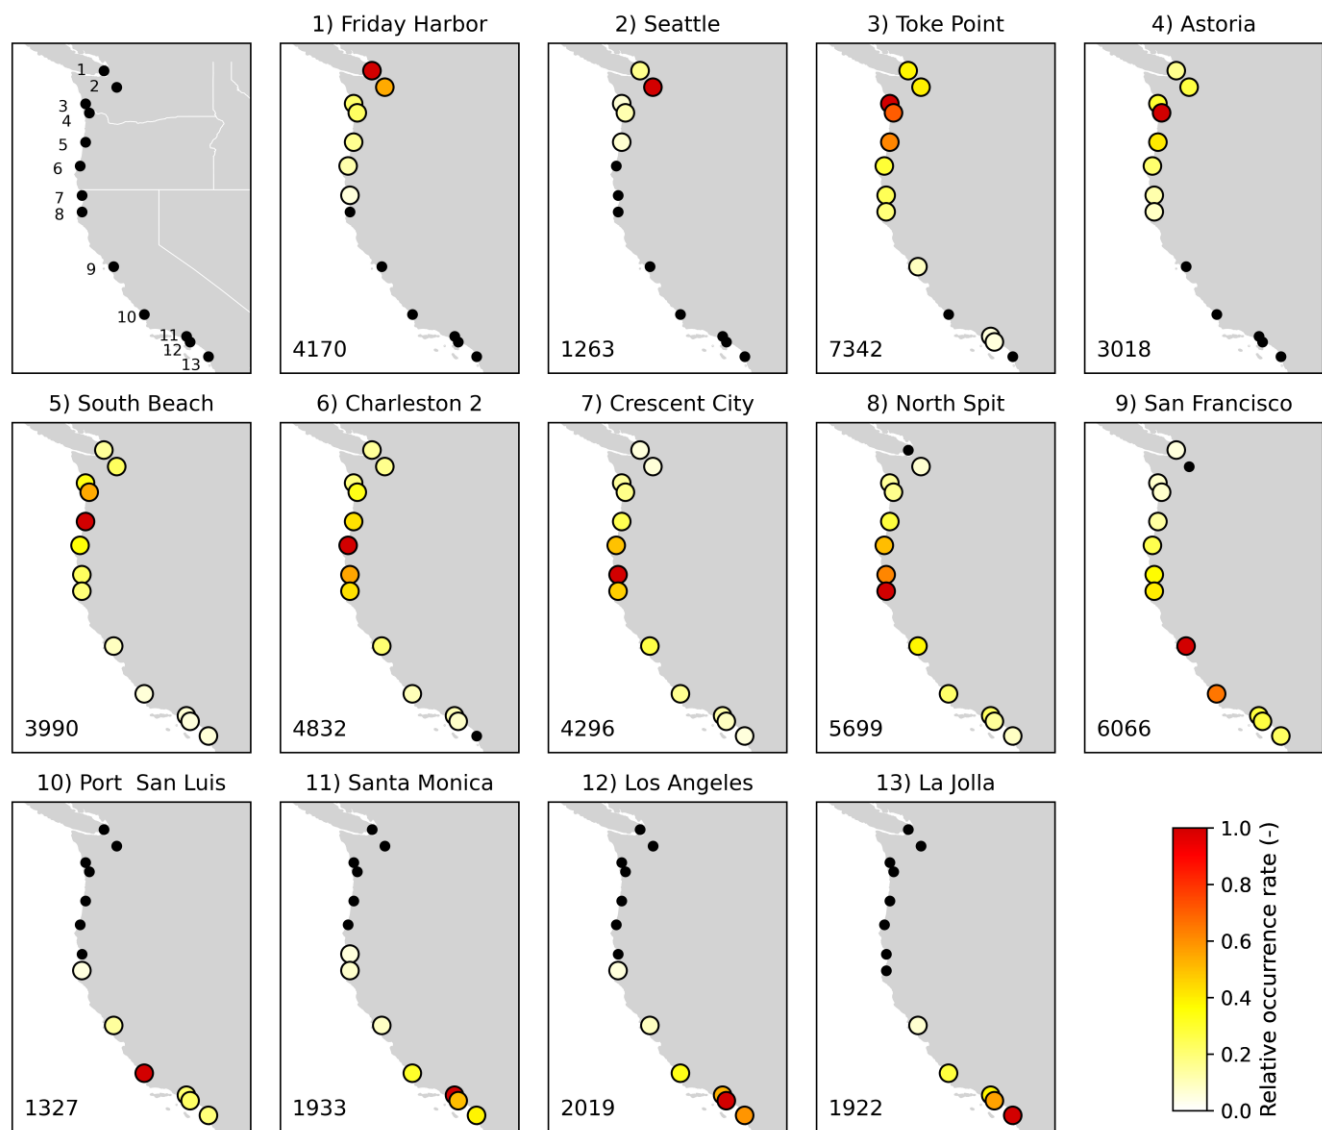 1) Friday Harbor
2) Seattle
3) Toke Point
4) Astoria
1
2
3
4
5
6
7
8
9
10
11
12
13
4170
1263
7342
3018
5) South Beach
6) Charleston 2
7) Crescent City
8) North Spit
9) San Francisco
3990
4832
4296
5699
6066
10) Port  San Luis
11) Santa Monica
12) Los Angeles
13) La Jolla
1327
1933
2019
1922
1.0
0.8
0.6
0.4
0.2
0.0
Relative occurrence rate (-)